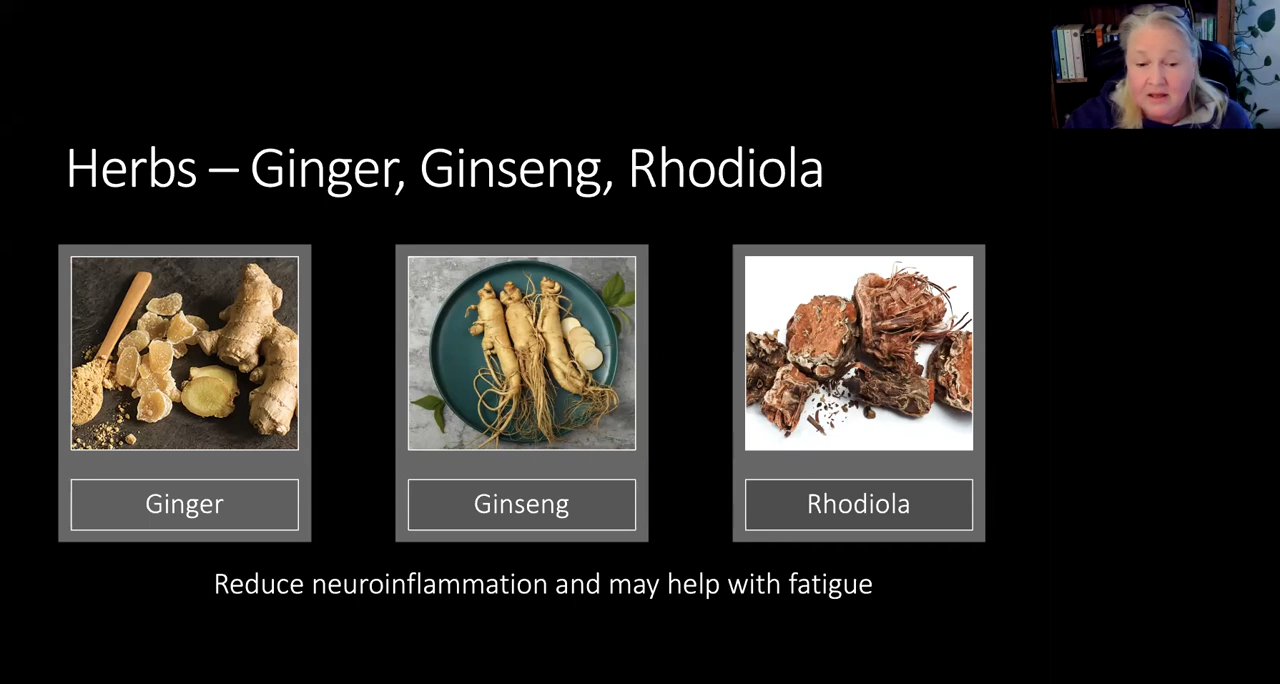 Herbs – Ginger, Ginseng, Rhodiola
Ginger
Ginseng
Rhodiola
Reduce neuroinflammation and may help with fatigue